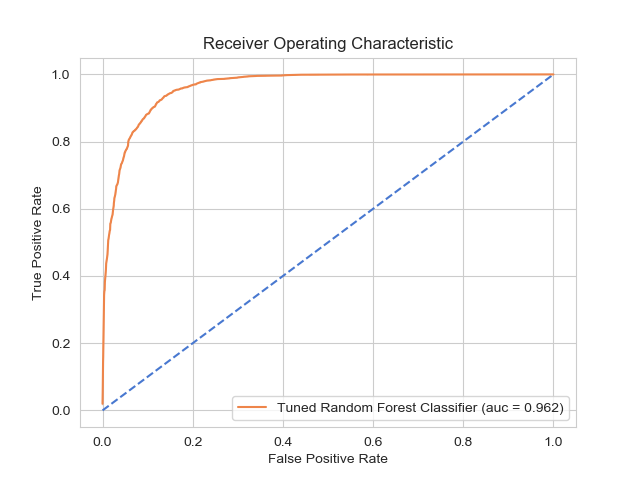 Receiver Operating Characteristic
1.0
0.8
0.6
0.4
0.2
0.0
True Positive Rate
Tuned Random Forest Classifier (auc = 0.962)
0.0 0.2 0.4 0.6 0.8 1.0
False Positive Rate